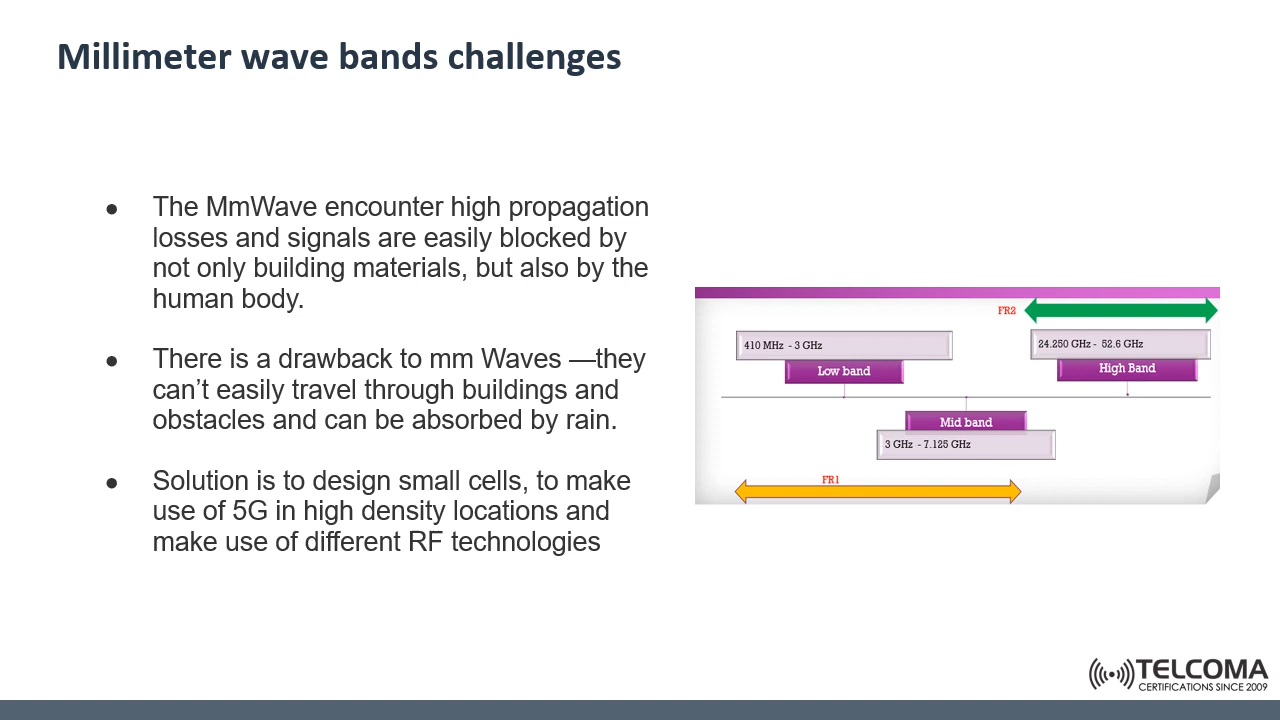 Millimeter wave bands challenges
● The MmWave encounter high propagation
losses and signals are easily blocked by
not only building materials, but also by the
human body.
● There is a drawback to mm Waves —they
can’t easily travel through buildings and
obstacles and can be absorbed by rain.
● Solution is to design small cells, to make
use of 5G in high density locations and
make use of different RF technologies
FR2
410 MHz - 3 GHz
24.250 GHz - 52.6 GHz
Low band
High Band
Mid band
3 GHz - 7.125 GHz
FR1
TELCOMA
CERTIFICATIONS SINCE 2009